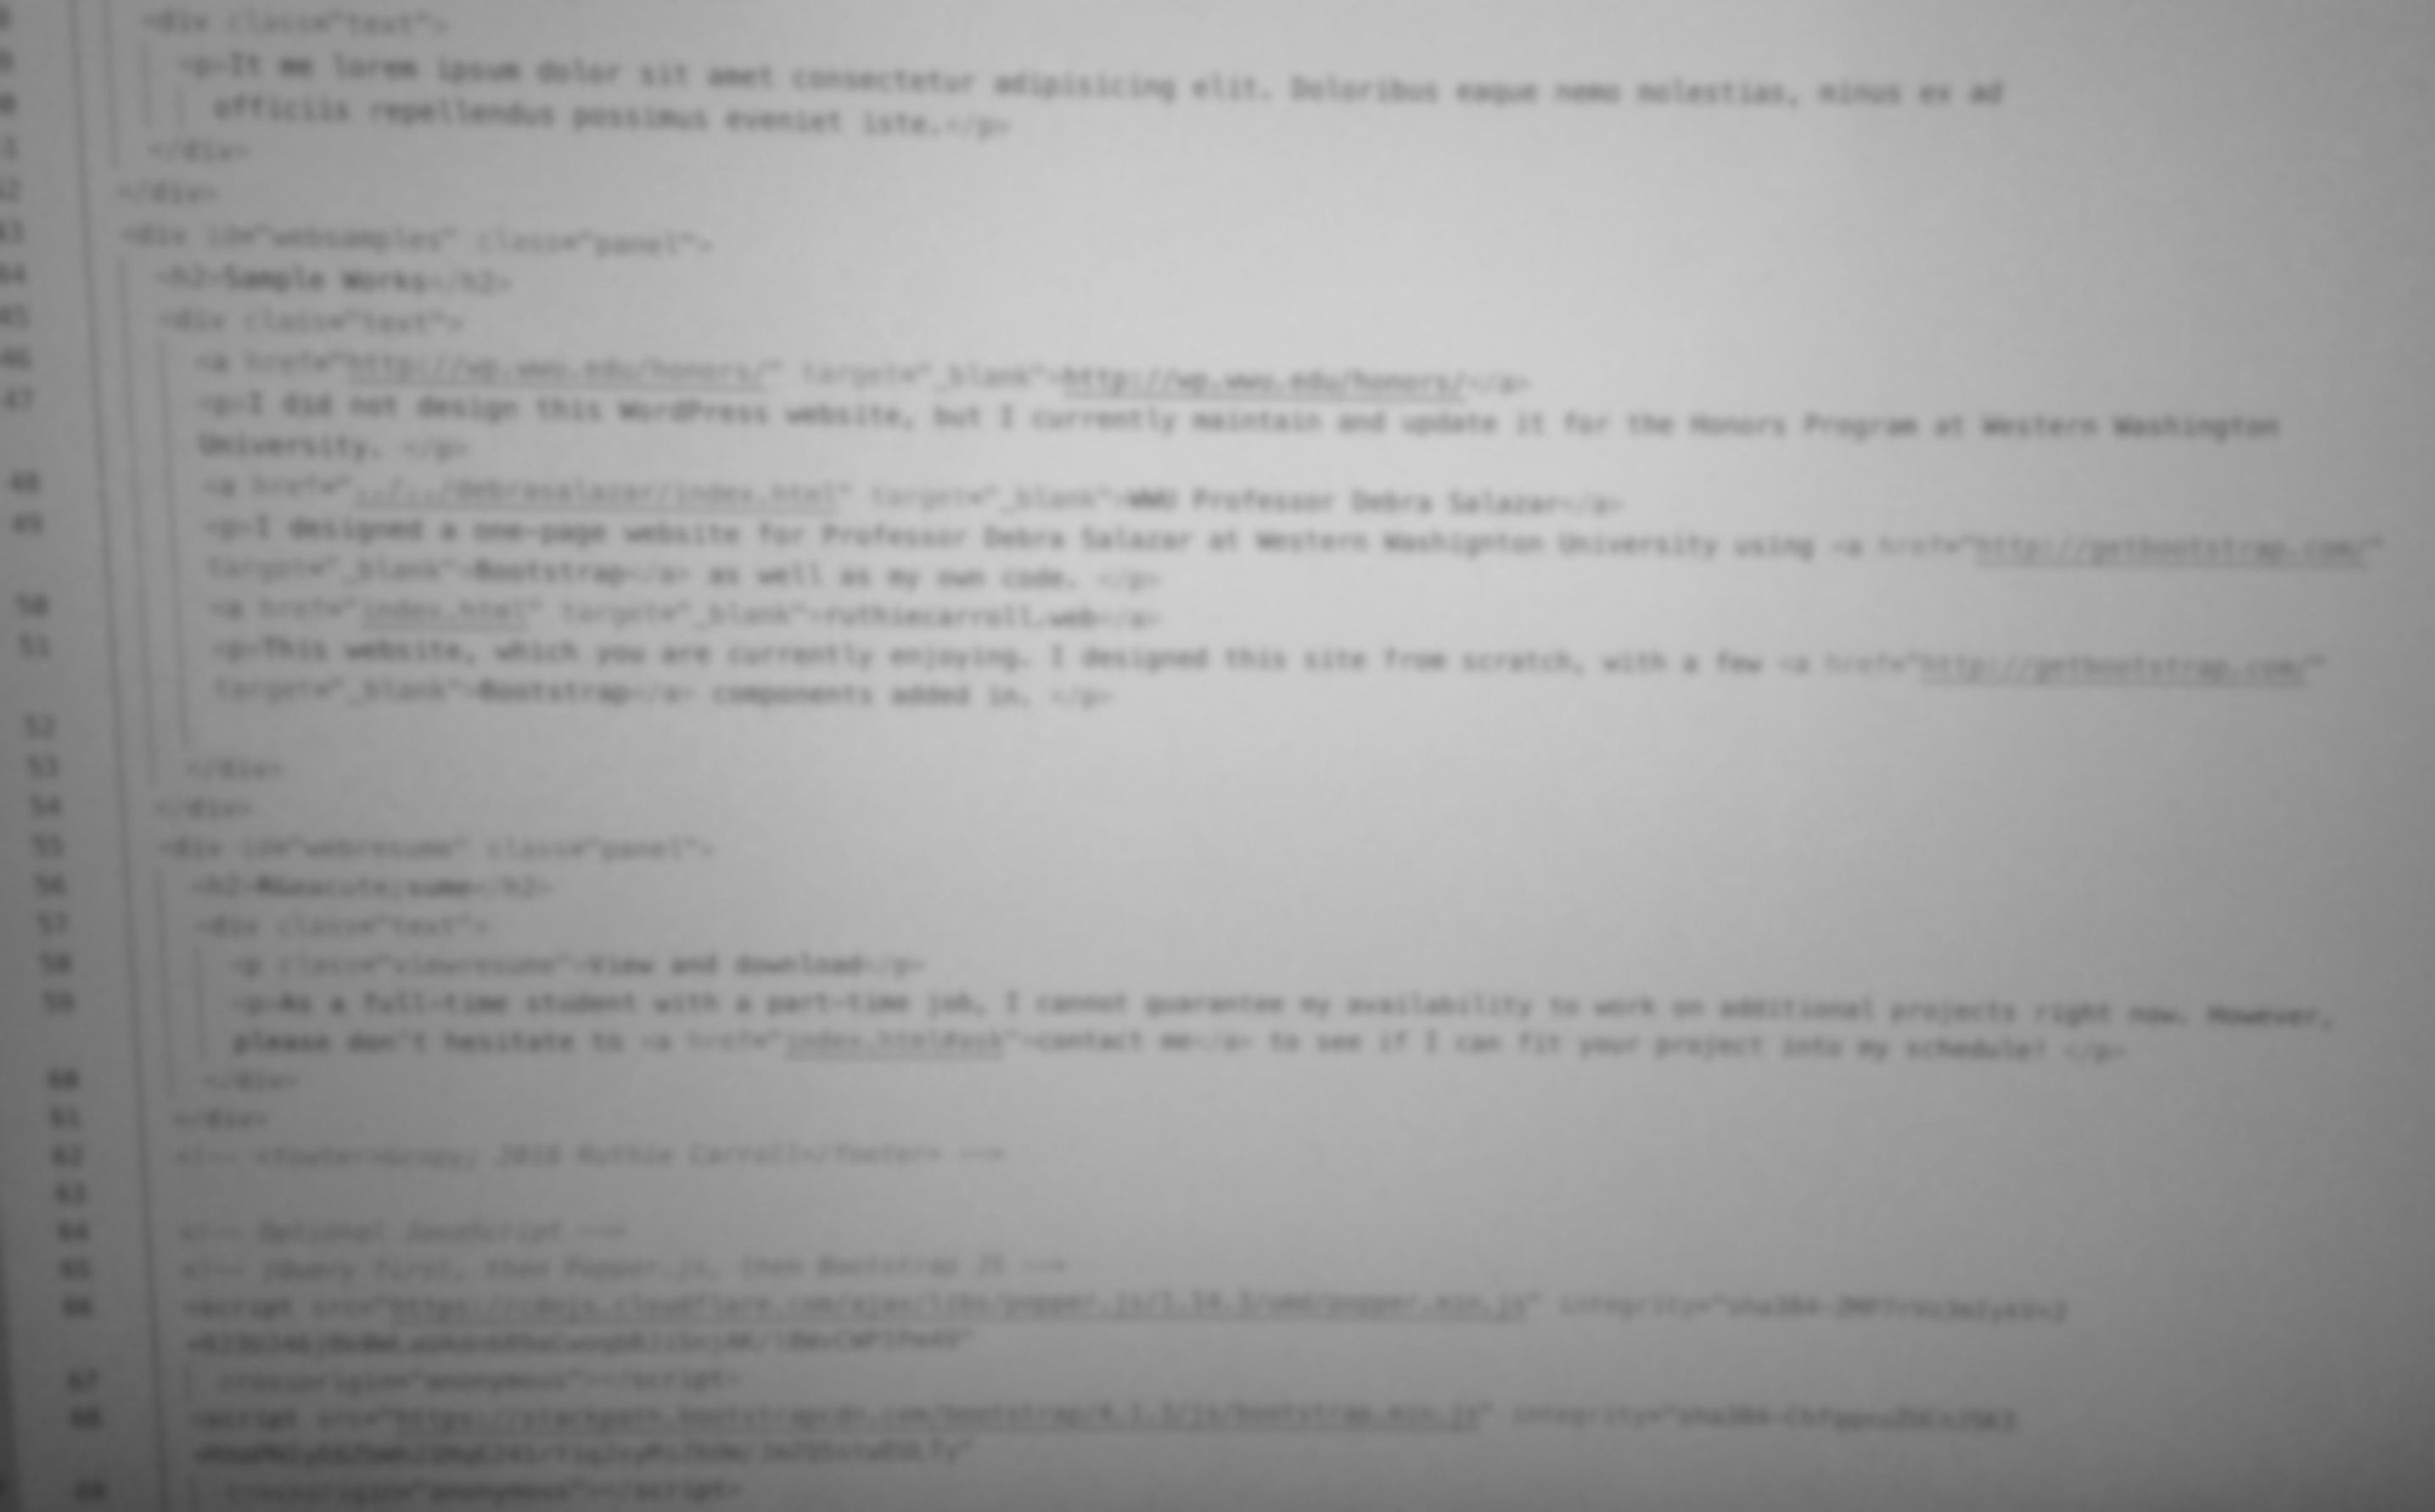 <div class="text">
<p>It me lorem ipsum dolor sit amet consectetur adipisicing elit. Doloribus eaque nemo molestias, minus ex ad
officiis repellendus possimus eveniet iste.</p>
</div>
</div>
<div id="websamples" class="panel">
<h2>Sample Works</h2>
45 <div class="text">
46 <a href="http://wp.wwu.edu/honors/" target="_blank">http://wp.wwu.edu/honors/</a>
47 <p>I did not design this WordPress website, but I currently maintain and update it for the Honors Program at Western Washington
University. </p>
48 <a href="../../debrasalazar/index.html" target="_blank">WWU Professor Debra Salazar</a>
49 <p>I designed a one-page website for Professor Debra Salazar at Western Washignton University using <a href="http://getbootstrap.com/"
target="_blank">Bootstrap</a> as well as my own code. </p>
50 <a href="index.html" target="_blank">ruthiecarroll.web</a>
51 <p>This website, which you are currently enjoying. I designed this site from scratch, with a few <a href="http://getbootstrap.com/"
target="_blank">Bootstrap</a> components added in. </p>
52
53 </div>
54 </div>
55 <div id="webresume" class="panel">
56 <h2>R&eacute;sume</h2>
57 <div class="text">
58 <p class="viewresume">View and download</p>
59 <p>As a full-time student with a part-time job, I cannot guarantee my availability to work on additional projects right now. However,
please don't hesitate to <a href="index.html#ask">contact me</a> to see if I can fit your project into my schedule! </p>
60 </div>
61 </div>
62 <!-- <footer>&copy; 2018 Ruthie Carroll</footer> -->
63
64 <!-- Optional JavaScript -->
65 <!-- jQuery first, then Popper.js, then Bootstrap JS -->
66 <script src="https://cdnjs.cloudflare.com/ajax/libs/popper.js/1.14.3/umd/popper.min.js" integrity=
67 crossorigin="anonymous"></script>
68 <script src="https://stackpath.bootstrapcdn.com/bootstrap/4.1.3/js/bootstrap.min.js" integrity=
69 crossorigin="anonymous"></script>